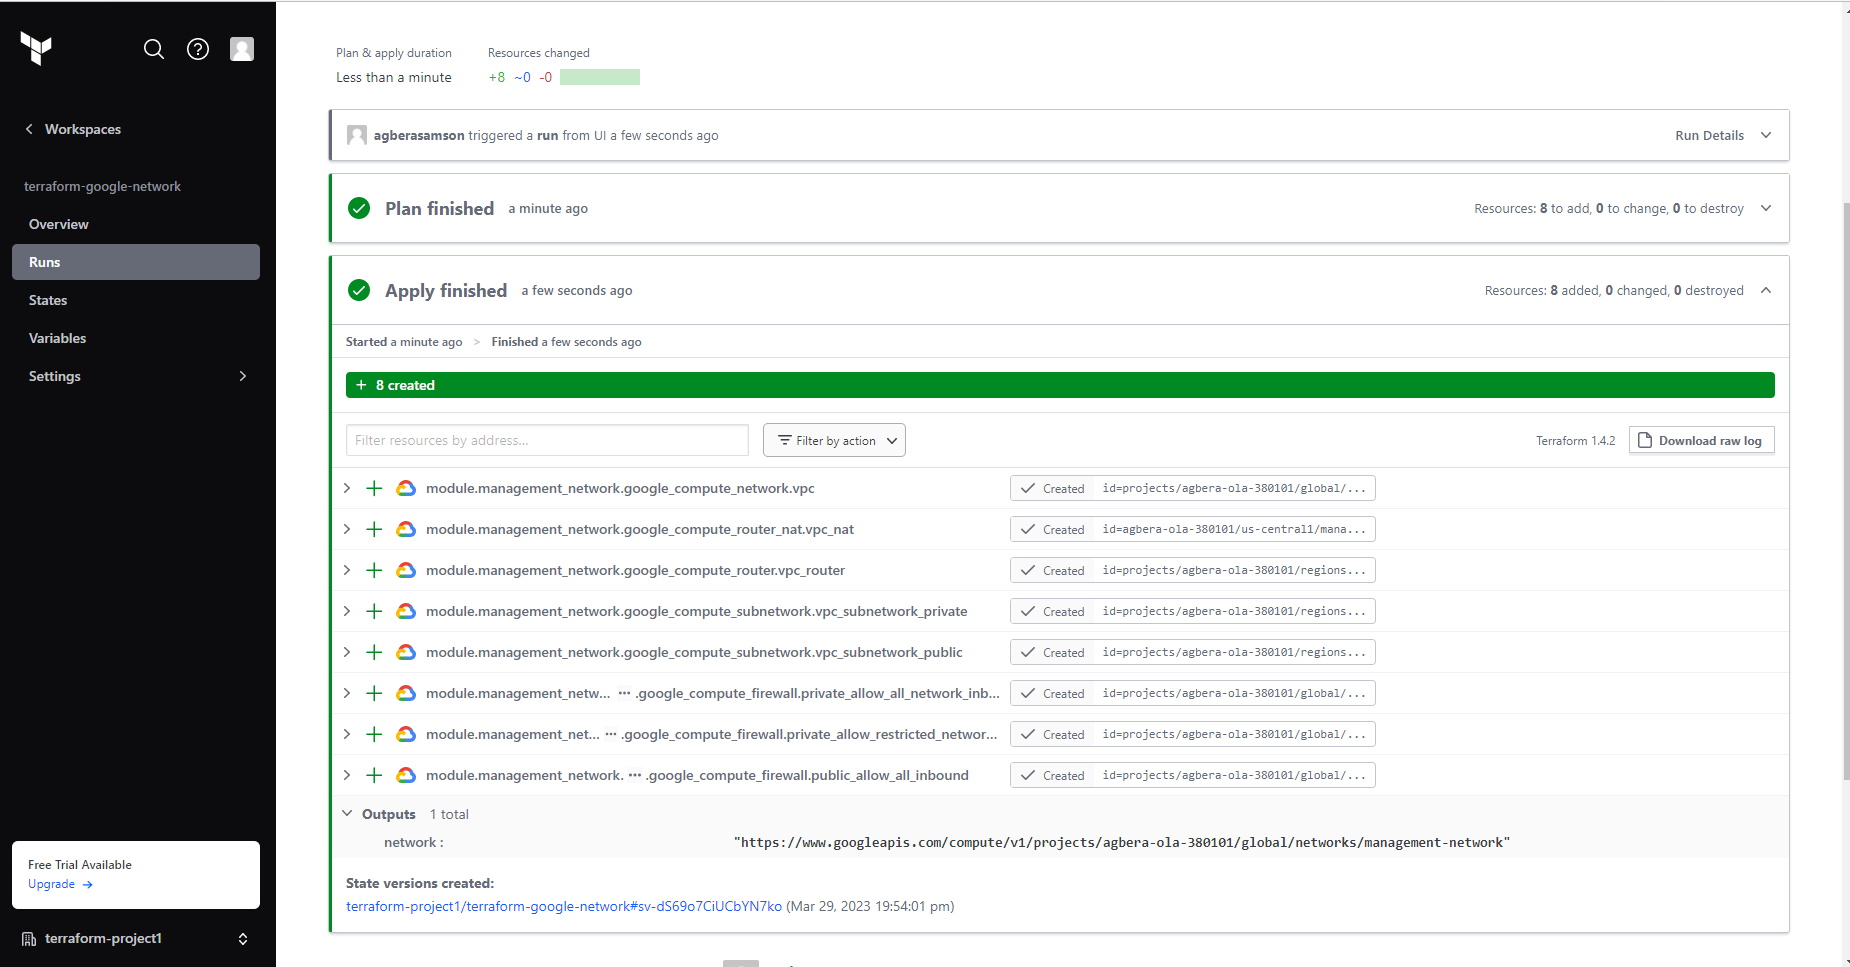 Workspaces
terraform-google-network
Overview
Runs
States
Variables
Settings
Free Trial Available
Upgrade →
terraform-project1
Plan & apply duration
Less than a minute
Resources changed
+8 ~0 -0
agberasamson triggered a run from UI a few seconds ago
Run Details
Plan finished a minute ago
Resources: 8 to add, 0 to change, 0 to destroy
Apply finished a few seconds ago
Resources: 8 added, 0 changed, 0 destroyed
Started a minute ago > Finished a few seconds ago
+ 8 created
Filter resources by address...
Filter by action
Terraform 1.4.2
Download raw log
module.management_network.google_compute_network.vpc Created id=projects/agbera-ola-380101/global/...
module.management_network.google_compute_router_nat.vpc_nat Created id=agbera-ola-380101/us-central1/mana...
module.management_network.google_compute_router.vpc_router Created id=projects/agbera-ola-380101/regions...
module.management_network.google_compute_subnetwork.vpc_subnetwork_private Created id=projects/agbera-ola-380101/regions...
module.management_network.google_compute_subnetwork.vpc_subnetwork_public Created id=projects/agbera-ola-380101/regions...
module.management_netw... ••• .google_compute_firewall.private_allow_all_network_inb... Created id=projects/agbera-ola-380101/global/...
module.management_net... ••• .google_compute_firewall.private_allow_restricted_networ... Created id=projects/agbera-ola-380101/global/...
module.management_network. ••• .google_compute_firewall.public_allow_all_inbound Created id=projects/agbera-ola-380101/global/...
Outputs 1 total
network : "https://www.googleapis.com/compute/v1/projects/agbera-ola-380101/global/networks/management-network"
State versions created:
terraform-project1/terraform-google-network#sv-dS69o7CiUCbYN7ko (Mar 29, 2023 19:54:01 pm)